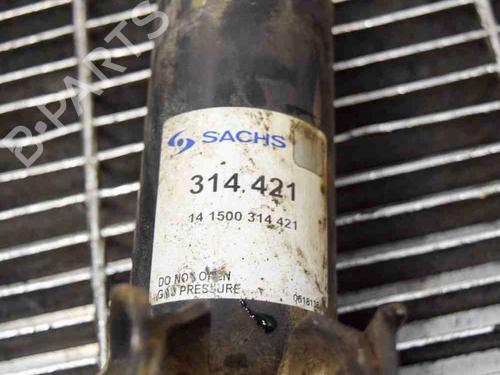 B-PARTS
SACHS
314.421
14 1500 314 421
DO NOT OPEN
GAS PRESSURE